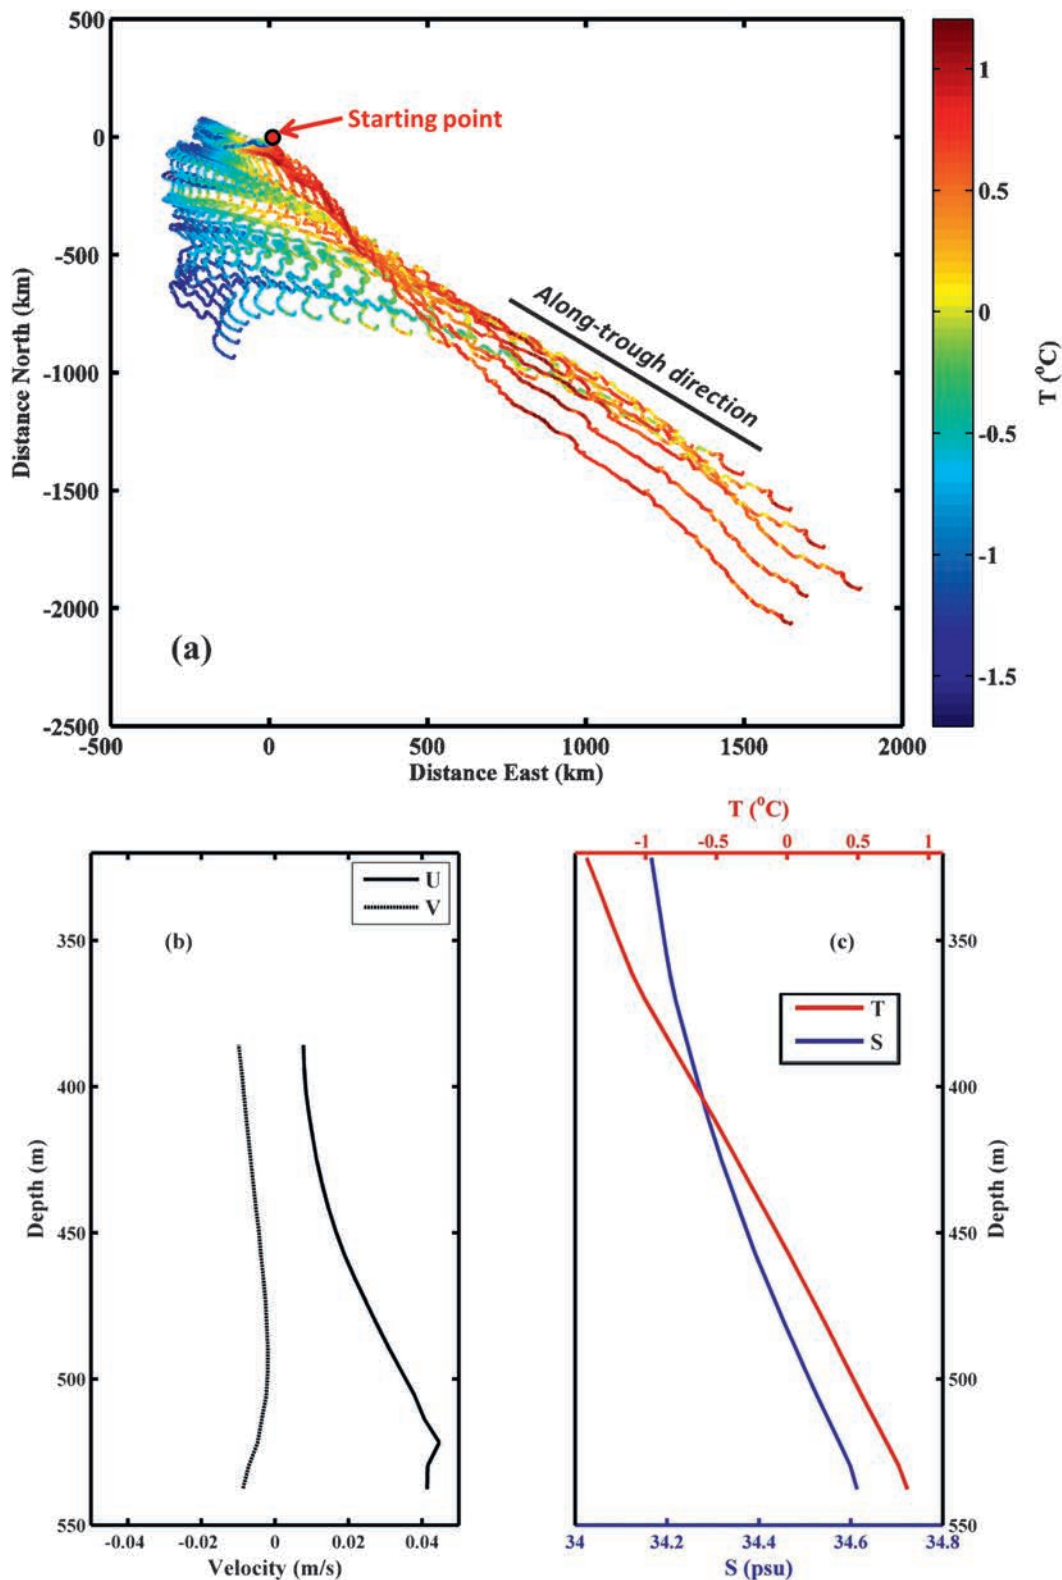 500
0
-500
-1000
-1500
-2000
-2500
Distance North (km)
Starting point
Along-trough direction
(a)
-500
0
500
1000
1500
2000
Distance East (km)
1
0.5
0
-0.5
-1
-1.5
T (°C)
U
V
(b)
350
400
450
500
550
Depth (m)
-0.04
-0.02
0
0.02
0.04
Velocity (m/s)
T (°C)
-1
-0.5
0
0.5
1
(c)
T
S
350
400
450
500
550
Depth (m)
34
34.2
34.4
34.6
34.8
S (psu)